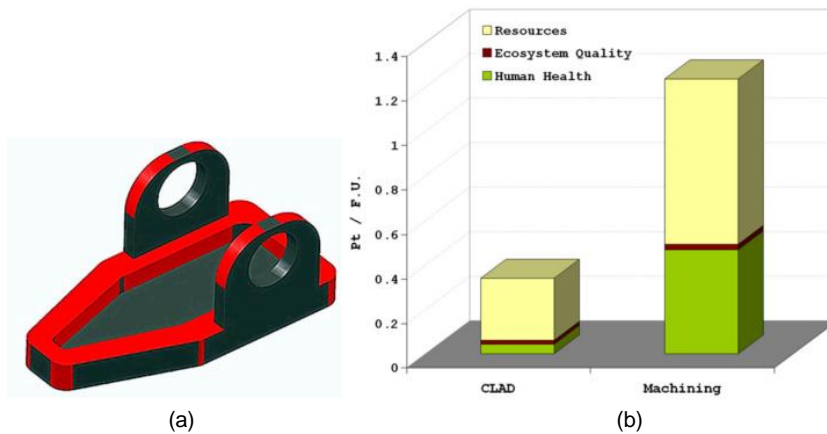 Resources
Ecosystem Quality
Human Health
1.4
1.2
1
0.8
0.6
0.4
0.2
0
Pt / F.U.
CLAD
Machining
(a)
(b)